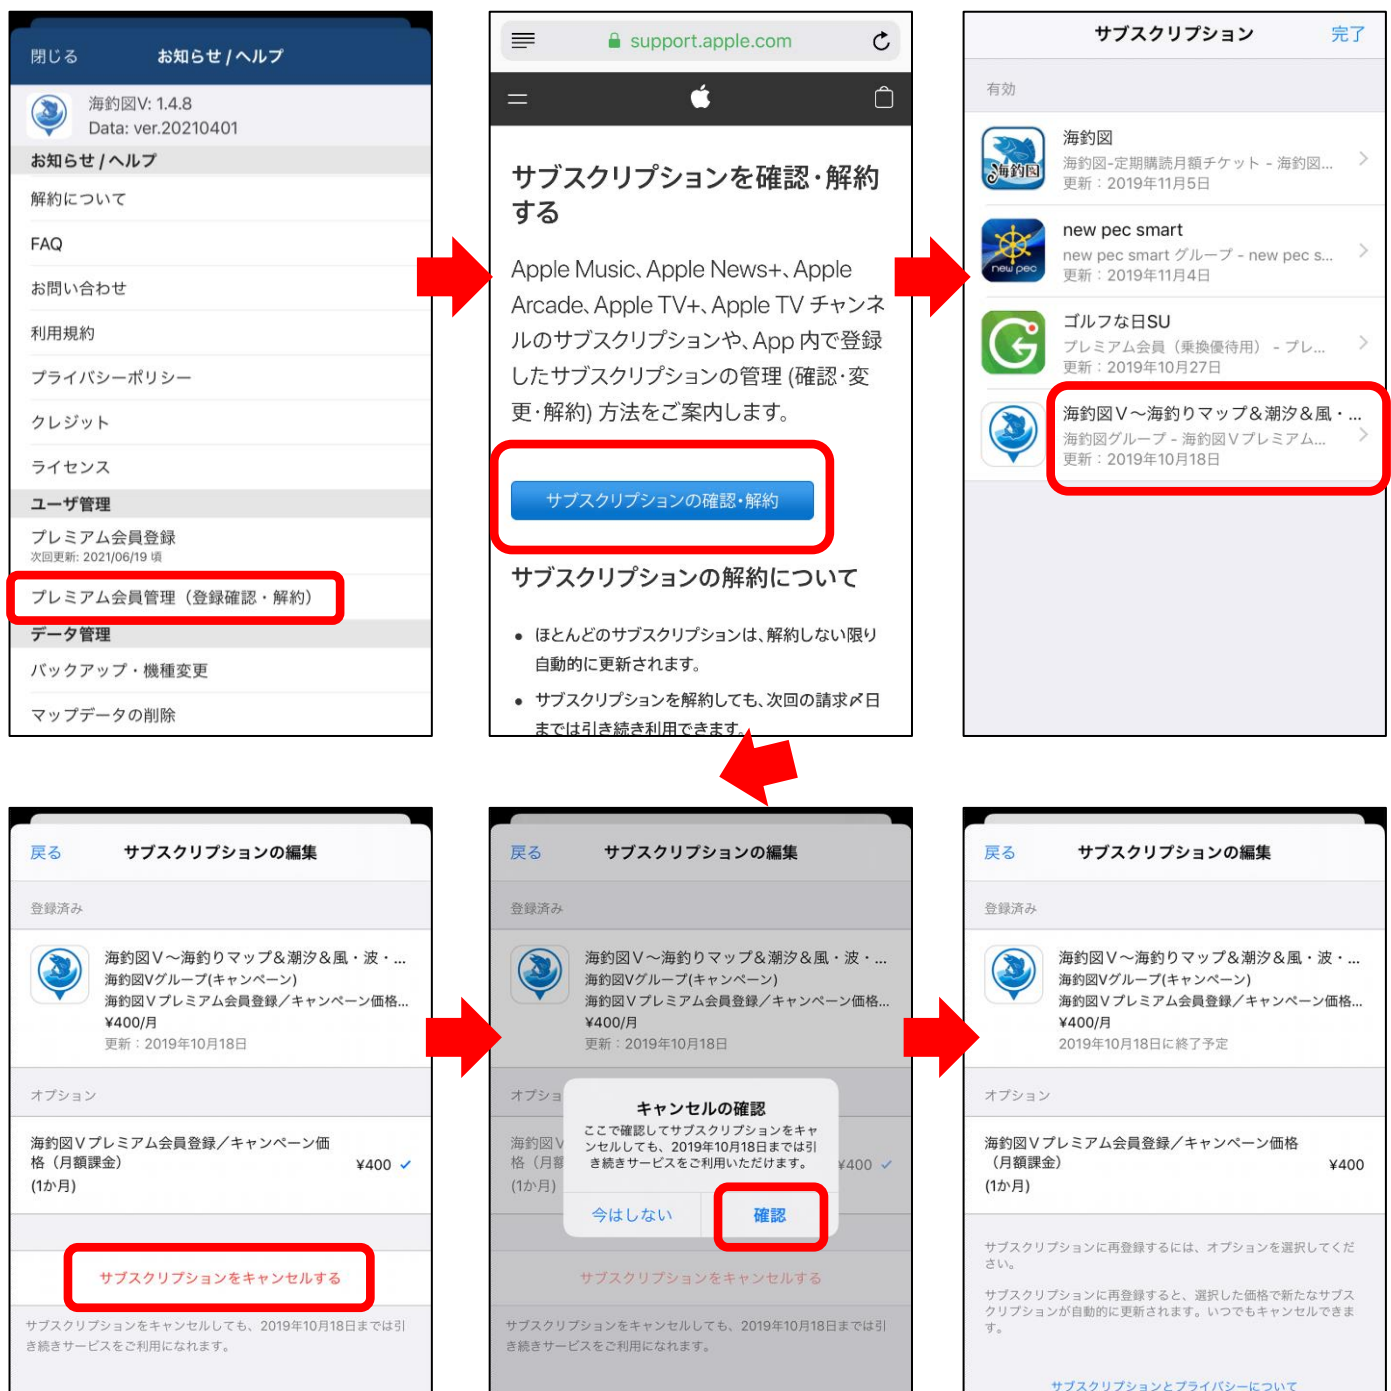 閉じる
お知らせ / ヘルプ
海釣図V: 1.4.8
Data: ver.20210401
お知らせ / ヘルプ
解約について
FAQ
お問い合わせ
利用規約
プライバシーポリシー
クレジット
ライセンス
ユーザ管理
プレミアム会員登録
次回更新: 2021/06/19 頃
プレミアム会員管理（登録確認・解約）
データ管理
バックアップ・機種変更
マップデータの削除
support.apple.com
サブスクリプションを確認・解約
する
Apple Music、Apple News+、Apple
Arcade、Apple TV+、Apple TV チャンネ
ルのサブスクリプションや、App 内で登録
したサブスクリプションの管理 (確認・変
更・解約) 方法をご案内します。
サブスクリプションの確認・解約
サブスクリプションの解約について
• ほとんどのサブスクリプションは、解約しない限り
自動的に更新されます。
• サブスクリプションを解約しても、次回の請求〆日
までは引き続き利用できます。
サブスクリプション
完了
有効
海釣図
海釣図
海釣図-定期購読月額チケット - 海釣図...
更新：2019年11月5日
new pec
new pec smart
new pec smart グループ - new pec s...
更新：2019年11月4日
ゴルフな日SU
プレミアム会員（乗換優待用） - プレ...
更新：2019年10月27日
海釣図Ｖ～海釣りマップ＆潮汐＆風・...
海釣図グループ - 海釣図Ｖプレミアム...
更新：2019年10月18日
戻る
サブスクリプションの編集
登録済み
海釣図Ｖ～海釣りマップ＆潮汐＆風・波・...
海釣図Vグループ(キャンペーン)
海釣図Ｖプレミアム会員登録／キャンペーン価格...
¥400/月
更新：2019年10月18日
オプション
海釣図Ｖプレミアム会員登録／キャンペーン価
格（月額課金）
¥400
(1か月)
サブスクリプションをキャンセルする
サブスクリプションをキャンセルしても、2019年10月18日までは引
き続きサービスをご利用になれます。
戻る
サブスクリプションの編集
登録済み
海釣図Ｖ～海釣りマップ＆潮汐＆風・波・...
海釣図Vグループ(キャンペーン)
海釣図Ｖプレミアム会員登録／キャンペーン価格...
¥400/月
更新：2019年10月18日
オプショ
海釣図Ｖ
格（月額
¥400
(1か月)
キャンセルの確認
ここで確認してサブスクリプションをキャ
ンセルしても、2019年10月18日までは引
き続きサービスをご利用いただけます。
今はしない
確認
サブスクリプションをキャンセルする
サブスクリプションをキャンセルしても、2019年10月18日までは引
き続きサービスをご利用になれます。
戻る
サブスクリプションの編集
登録済み
海釣図Ｖ～海釣りマップ＆潮汐＆風・波・...
海釣図Vグループ(キャンペーン)
海釣図Ｖプレミアム会員登録／キャンペーン価格...
¥400/月
2019年10月18日に終了予定
オプション
海釣図Ｖプレミアム会員登録／キャンペーン価格
（月額課金）
¥400
(1か月)
サブスクリプションに再登録するには、オプションを選択してくだ
さい。
サブスクリプションに再登録すると、選択した価格で新たなサブス
クリプションが自動的に更新されます。いつでもキャンセルできま
す。
サブスクリプションとプライバシーについて